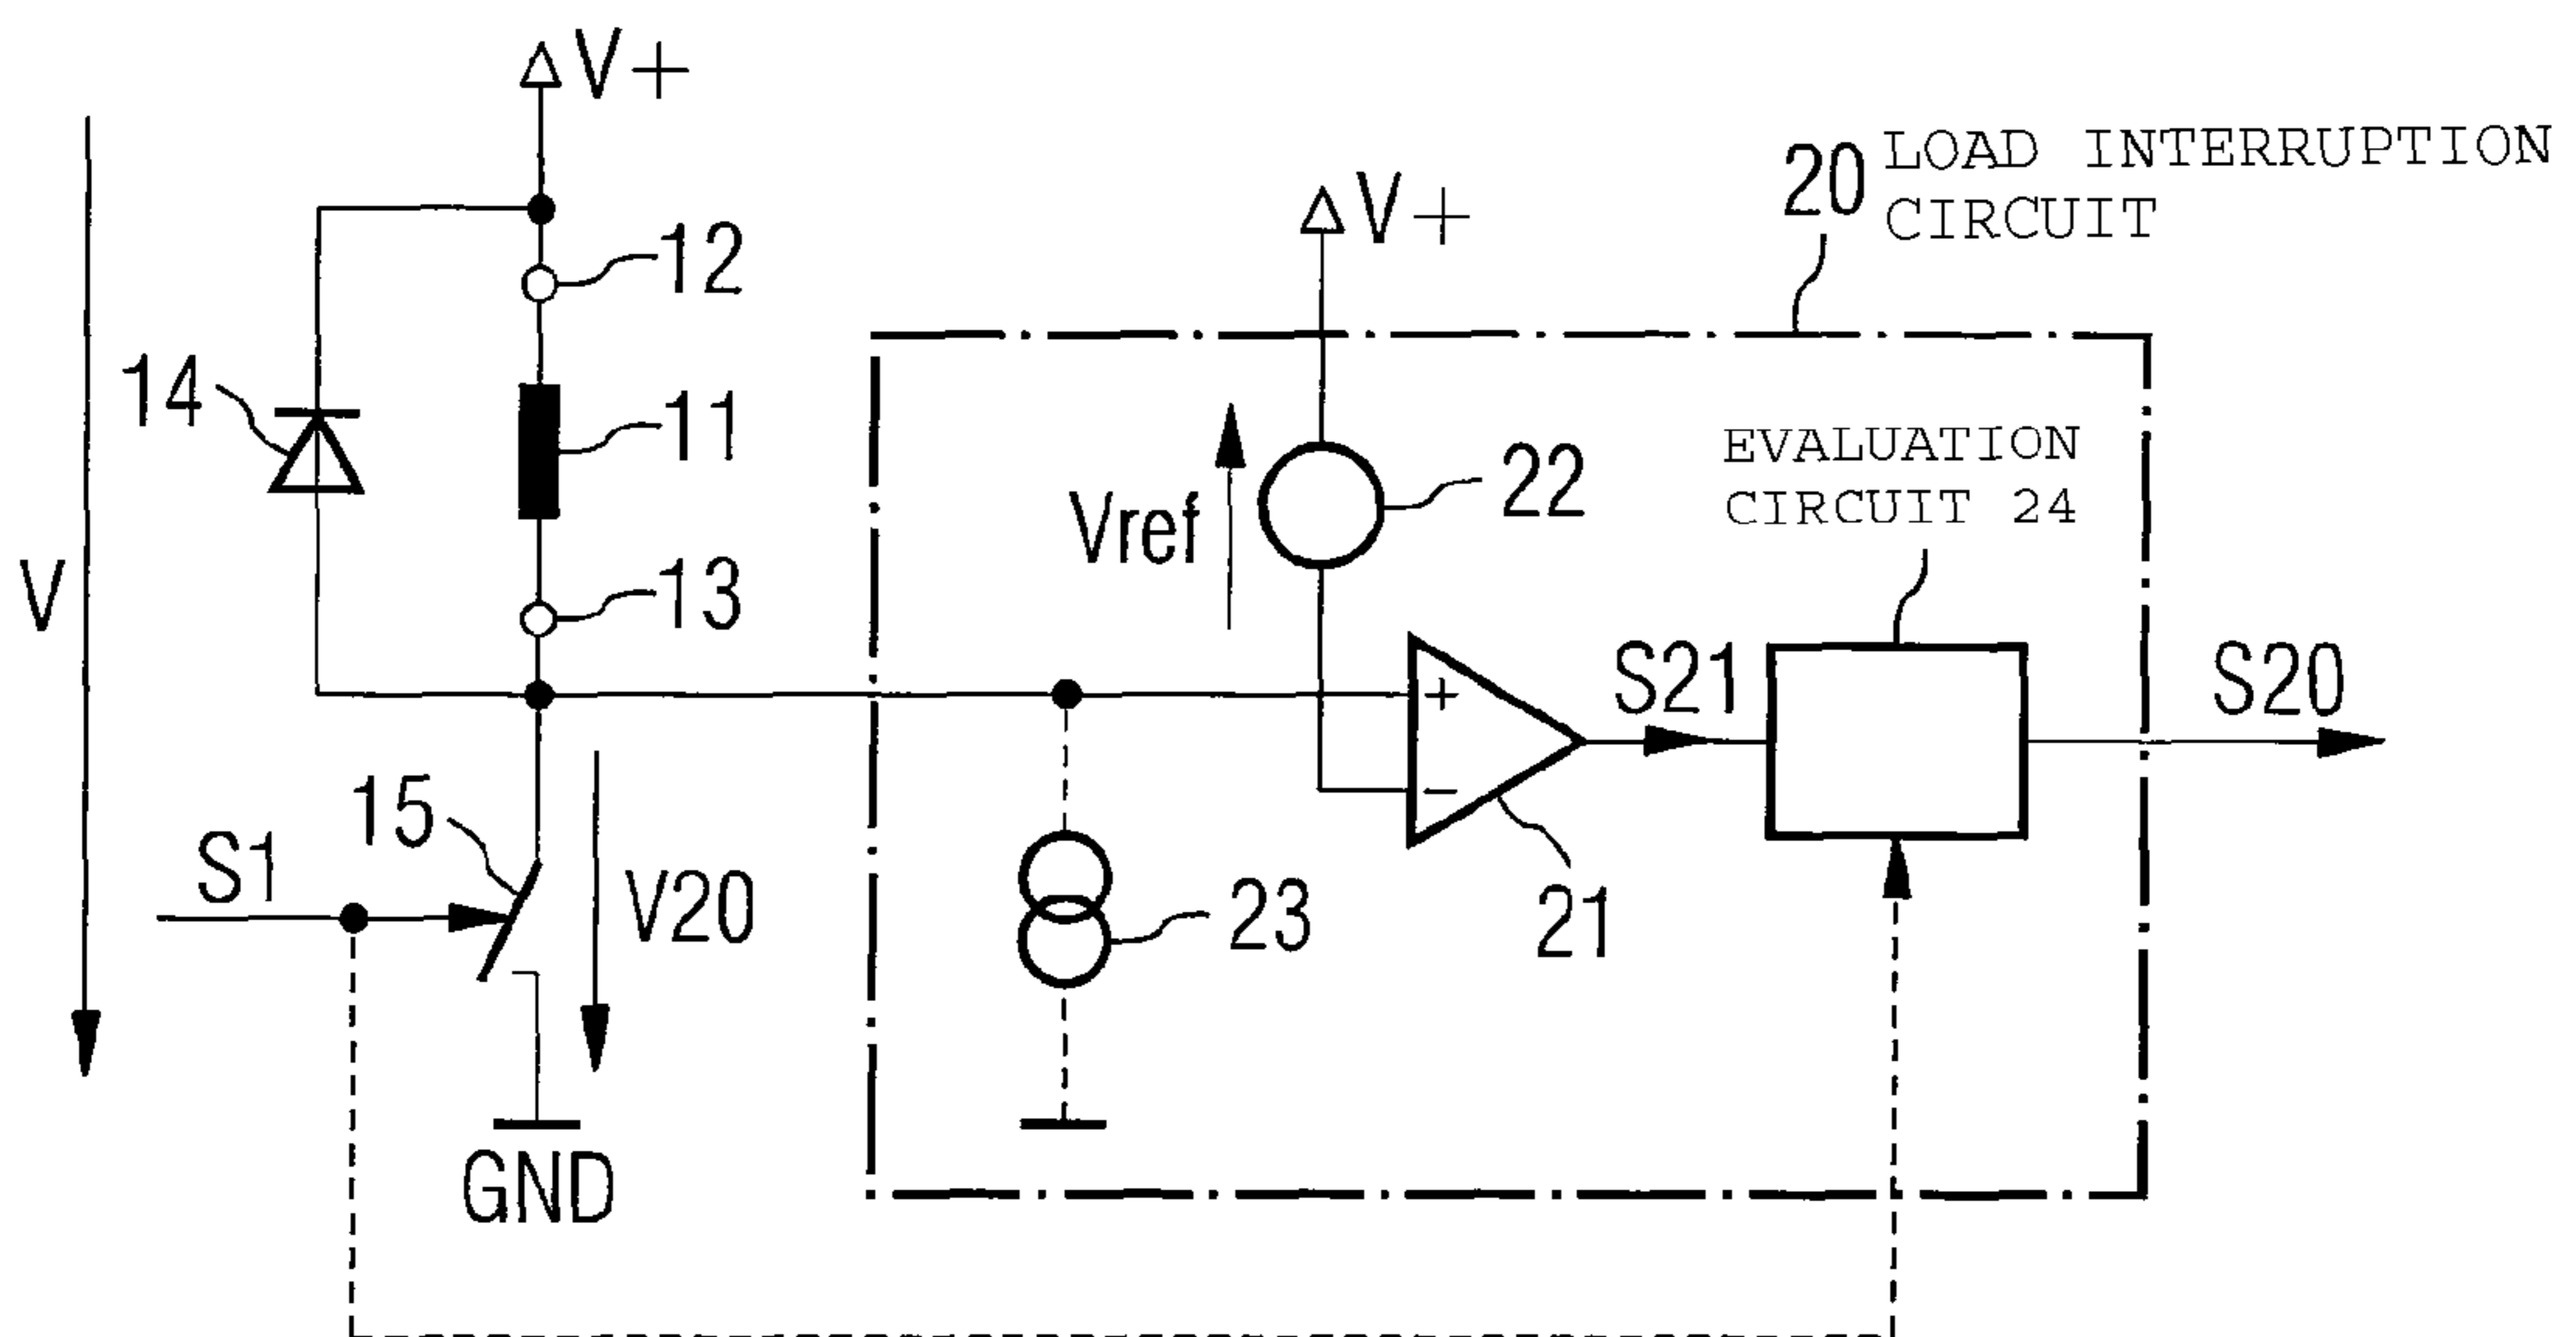 V+
20 LOAD INTERRUPTION
CIRCUIT
V+
12
14
11
22
EVALUATION
CIRCUIT 24
Vref
V
13
S21
S20
+
15
−
S1
V20
23
21
GND